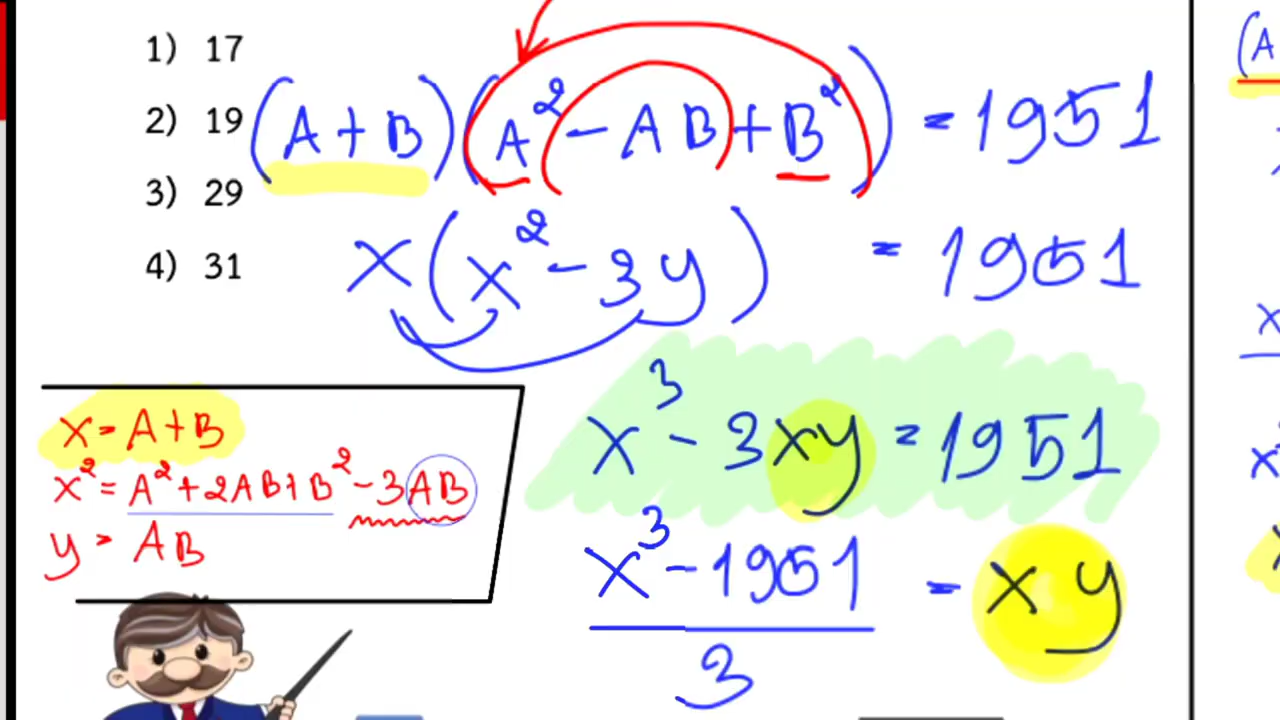 1) 17
2) 19
3) 29
4) 31
(A + B)(A² - AB + B²) = 1951
x(x² - 3y) = 1951
x³ - 3xy = 1951
x³ - 1951 = xy
3
x = A + B
x² = A² + 2AB + B² - 3AB
y = AB
(A
x